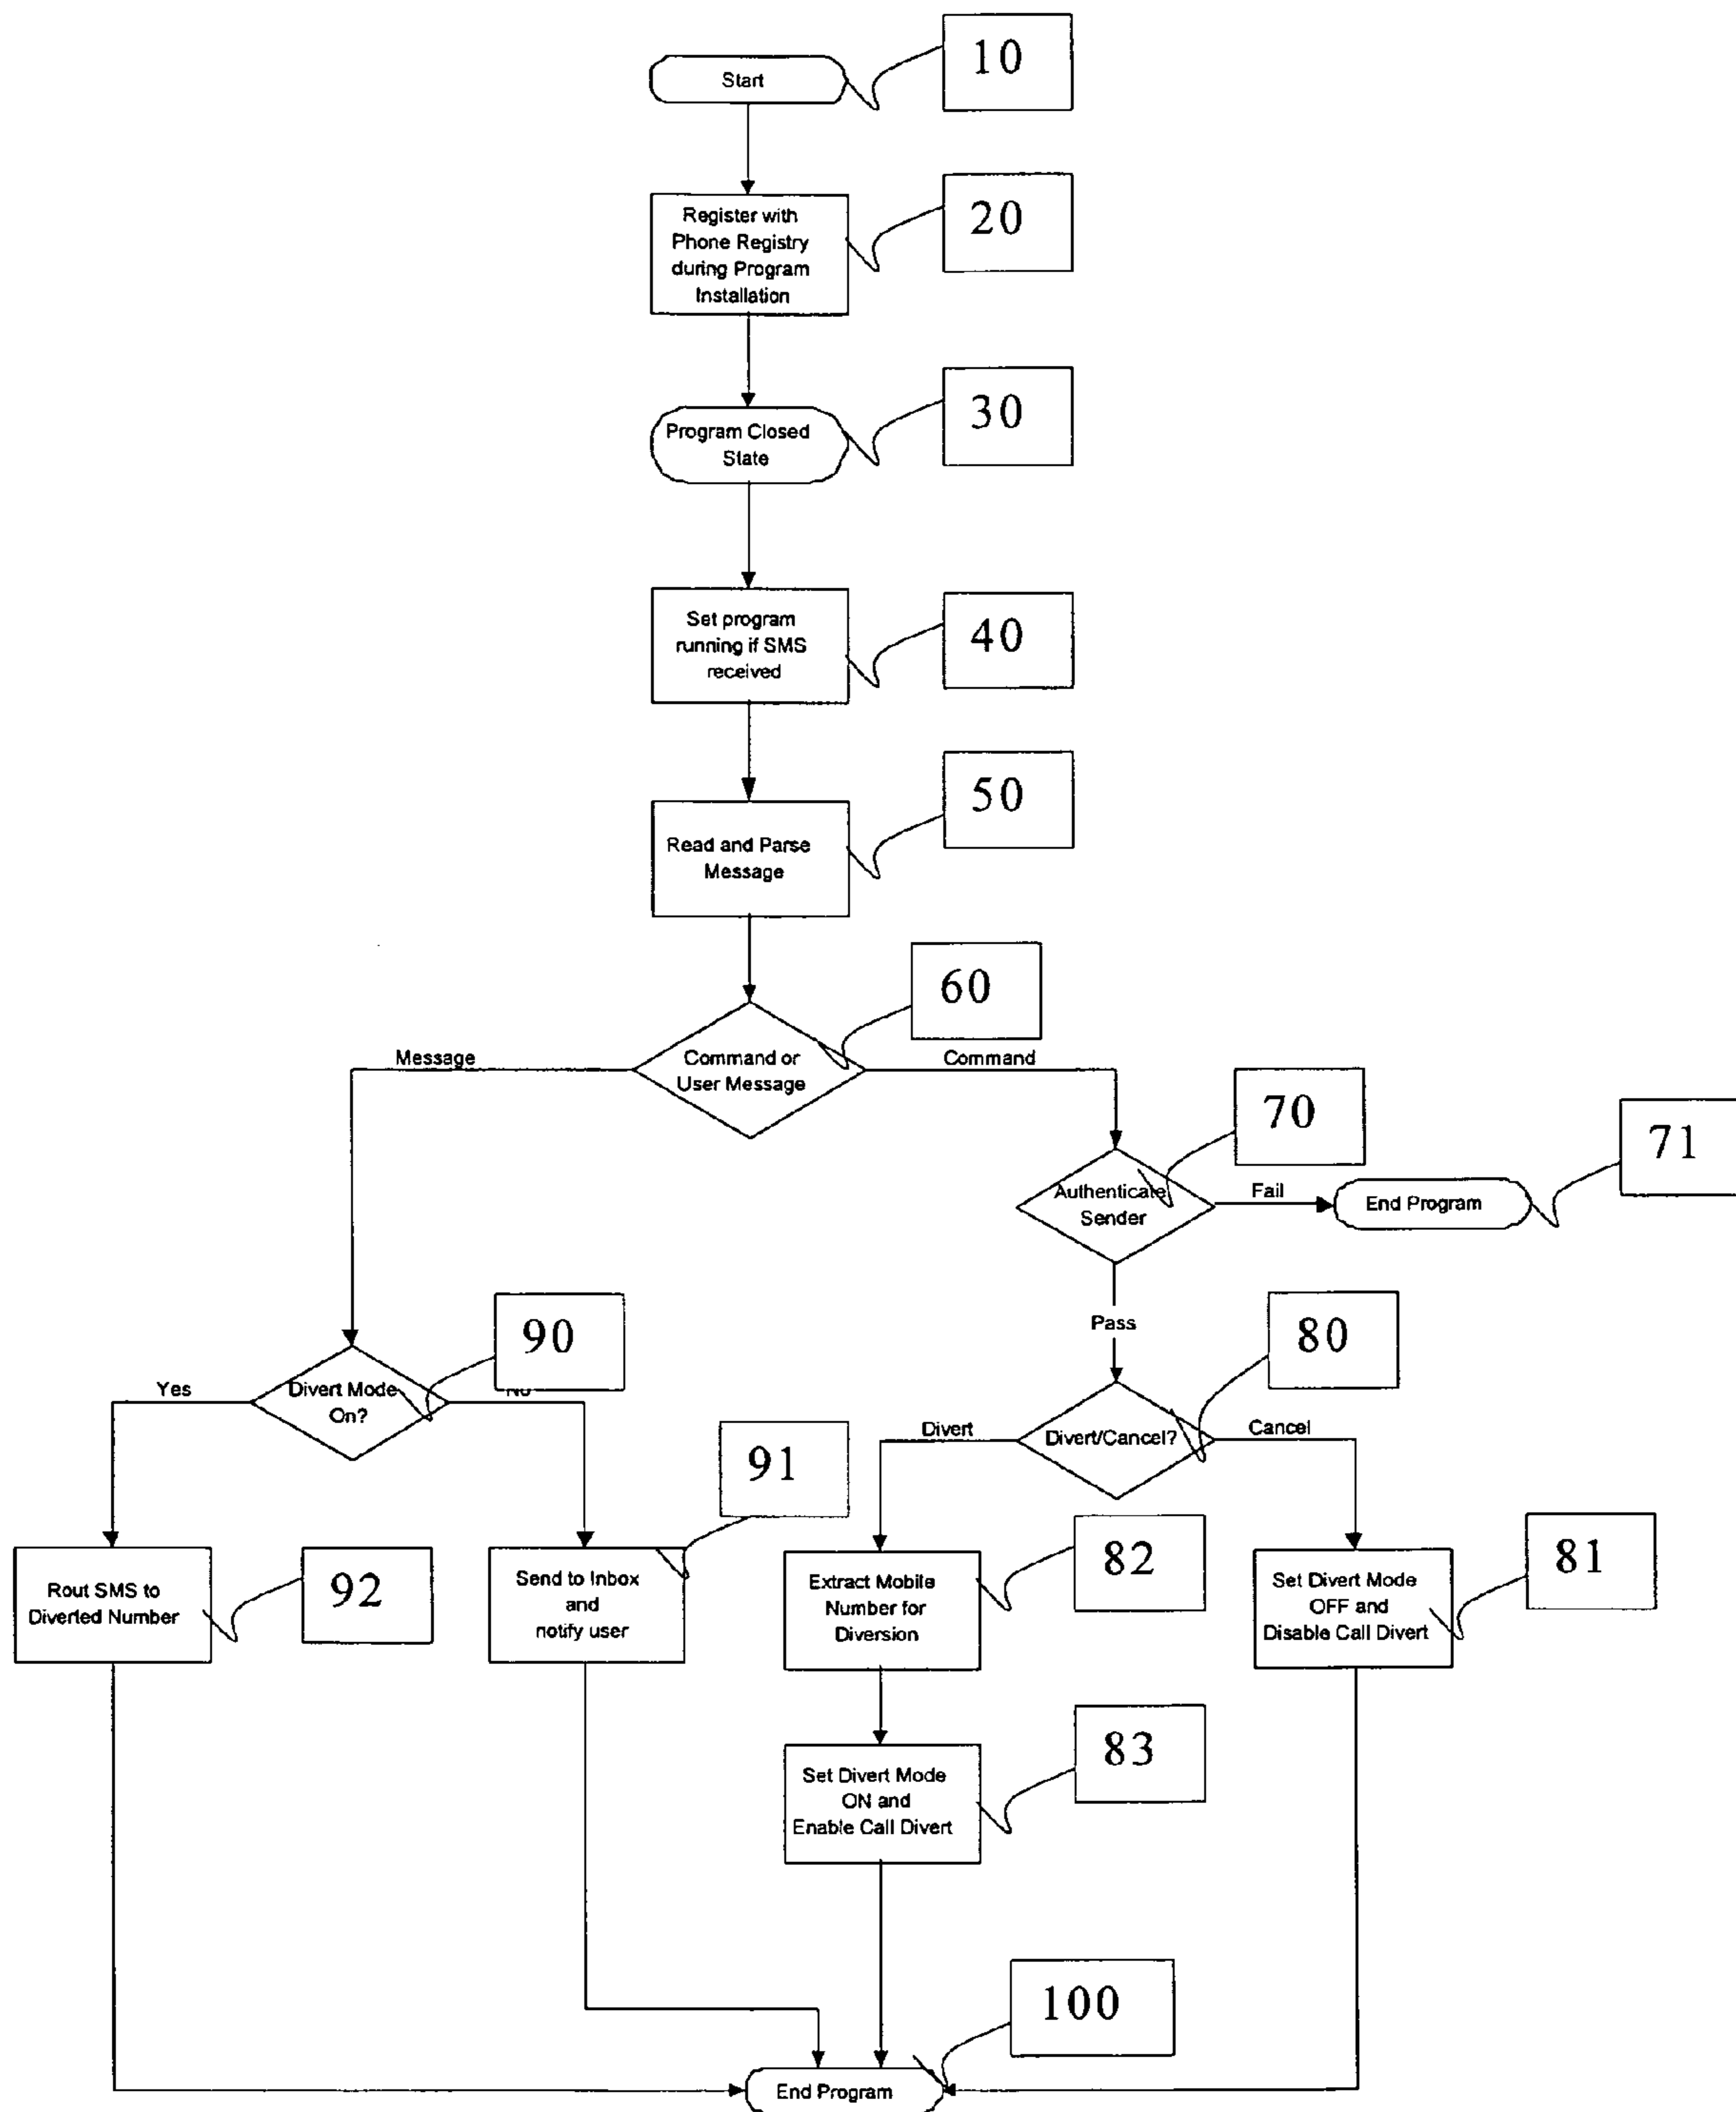 10
Start
20
Register with
Phone Registry
during Program
Installation
30
Program Closed
State
40
Set program
running if SMS
received
50
Read and Parse
Message
60
Message
Command or
User Message
Command
70
71
Authenticate
Sender
Fail
End Program
Pass
90
80
Yes
Divert Mode
On?
No
Divert
Divert/Cancel?
Cancel
91
82
81
Rout SMS to
Diverted Number
92
Send to Inbox
and
notify user
Extract Mobile
Number for
Diversion
Set Divert Mode
OFF and
Disable Call Divert
83
Set Divert Mode
ON and
Enable Call Divert
100
End Program